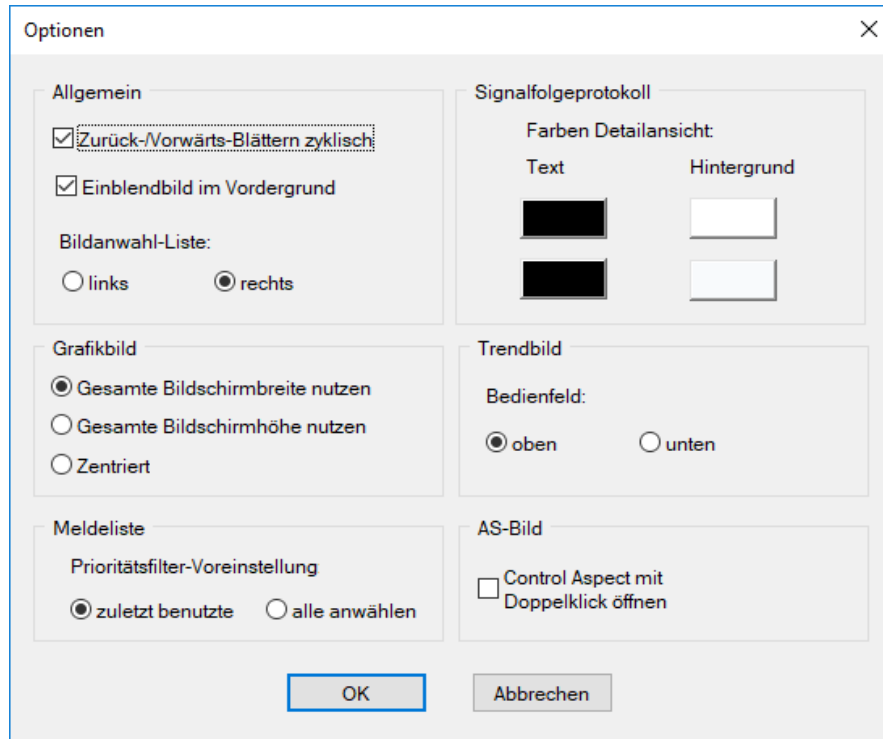 Optionen
Allgemein
Zurück-/Vorwärts-Blättern zyklisch
Einblendbild im Vordergrund
Bildanwahl-Liste:
links rechts
Signalfolgeprotokoll
Farben Detailansicht:
Text Hintergrund
Grafikbild
Gesamte Bildschirmbreite nutzen
Gesamte Bildschirmhöhe nutzen
Zentriert
Trendbild
Bedienfeld:
oben unten
Meldeliste
Prioritätsfilter-Voreinstellung
zuletzt benutzte alle anwählen
AS-Bild
Control Aspect mit
Doppelklick öffnen
OK Abbrechen